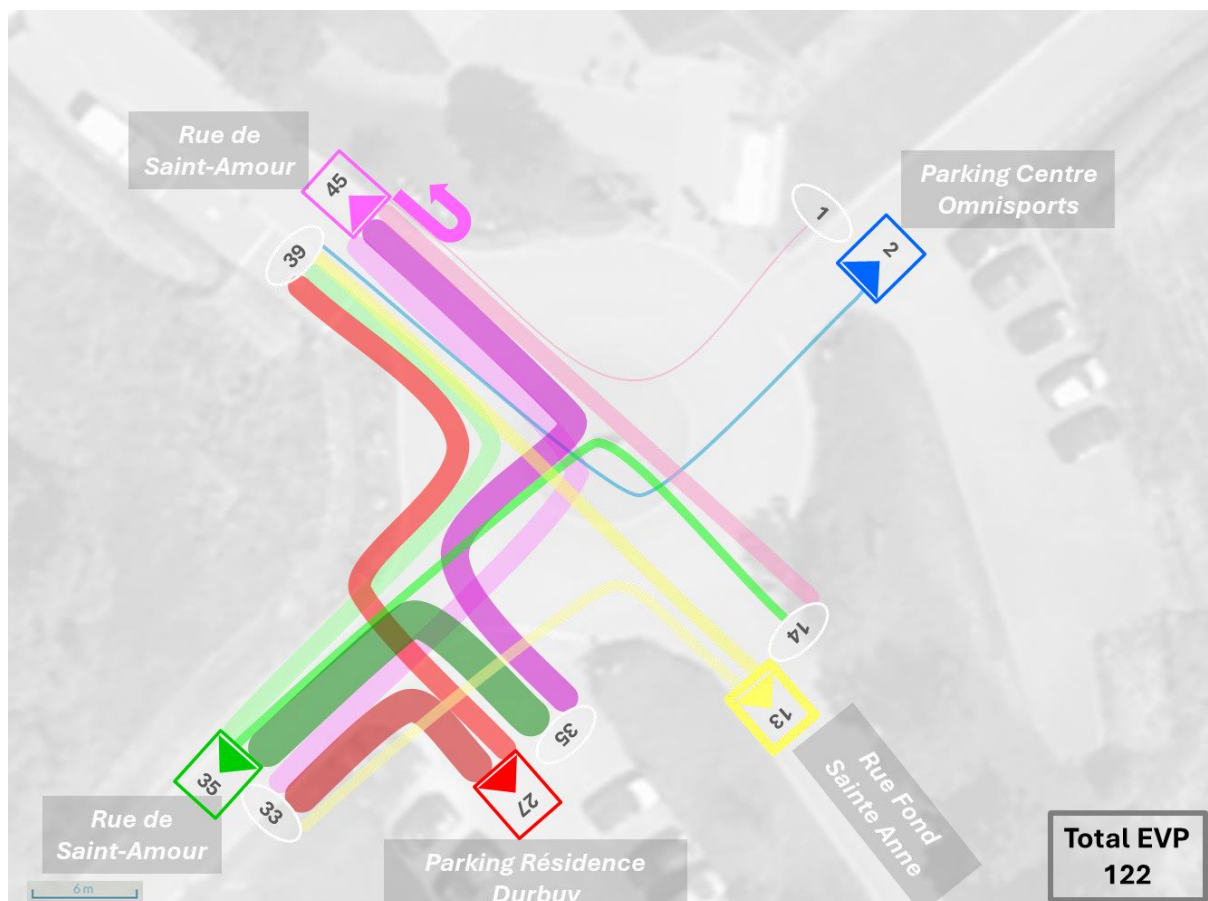 Rue de
Saint-Amour
45
39
1
Parking Centre
Omnisports
2
14
13
Rue Fond
Sainte Anne
35
27
35
33
Rue de
Saint-Amour
Parking Résidence
Durbuy
6 m
Total EVP
122